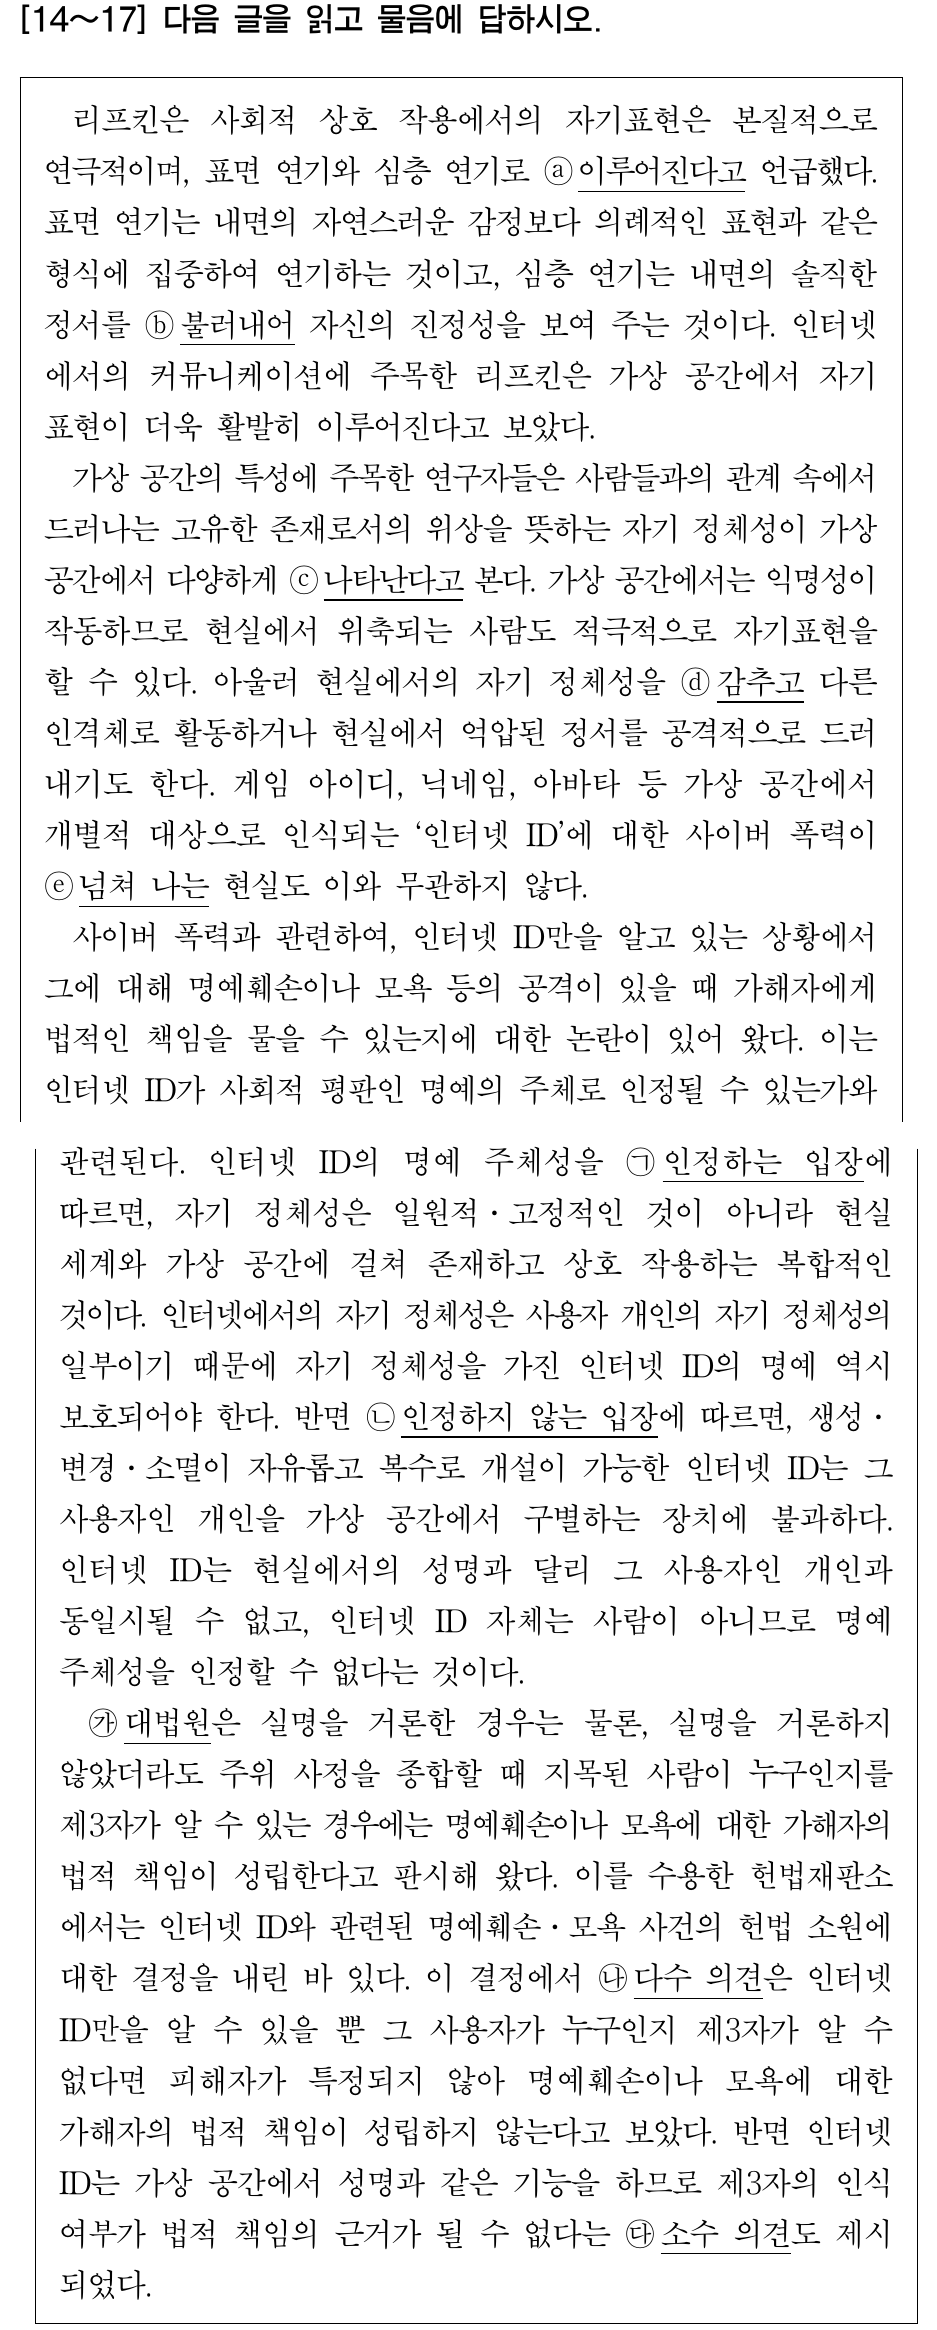 [14～17] 다음 글을 읽고 물음에 답하시오.
리프킨은 사회적 상호 작용에서의 자기표현은 본질적으로
연극적이며, 표면 연기와 심층 연기로 ⓐ이루어진다고 언급했다.
표면 연기는 내면의 자연스러운 감정보다 의례적인 표현과 같은
형식에 집중하여 연기하는 것이고, 심층 연기는 내면의 솔직한
정서를 ⓑ불러내어 자신의 진정성을 보여 주는 것이다. 인터넷
에서의 커뮤니케이션에 주목한 리프킨은 가상 공간에서 자기
표현이 더욱 활발히 이루어진다고 보았다.
가상 공간의 특성에 주목한 연구자들은 사람들과의 관계 속에서
드러나는 고유한 존재로서의 위상을 뜻하는 자기 정체성이 가상
공간에서 다양하게 ⓒ나타난다고 본다. 가상 공간에서는 익명성이
작동하므로 현실에서 위축되는 사람도 적극적으로 자기표현을
할 수 있다. 아울러 현실에서의 자기 정체성을 ⓓ감추고 다른
인격체로 활동하거나 현실에서 억압된 정서를 공격적으로 드러
내기도 한다. 게임 아이디, 닉네임, 아바타 등 가상 공간에서
개별적 대상으로 인식되는 ‘인터넷 ID’에 대한 사이버 폭력이
ⓔ넘쳐 나는 현실도 이와 무관하지 않다.
사이버 폭력과 관련하여, 인터넷 ID만을 알고 있는 상황에서
그에 대해 명예훼손이나 모욕 등의 공격이 있을 때 가해자에게
법적인 책임을 물을 수 있는지에 대한 논란이 있어 왔다. 이는
인터넷 ID가 사회적 평판인 명예의 주체로 인정될 수 있는가와
관련된다. 인터넷 ID의 명예 주체성을 ㉠인정하는 입장에
따르면, 자기 정체성은 일원적·고정적인 것이 아니라 현실
세계와 가상 공간에 걸쳐 존재하고 상호 작용하는 복합적인
것이다. 인터넷에서의 자기 정체성은 사용자 개인의 자기 정체성의
일부이기 때문에 자기 정체성을 가진 인터넷 ID의 명예 역시
보호되어야 한다. 반면 ㉡인정하지 않는 입장에 따르면, 생성·
변경·소멸이 자유롭고 복수로 개설이 가능한 인터넷 ID는 그
사용자인 개인을 가상 공간에서 구별하는 장치에 불과하다.
인터넷 ID는 현실에서의 성명과 달리 그 사용자인 개인과
동일시될 수 없고, 인터넷 ID 자체는 사람이 아니므로 명예
주체성을 인정할 수 없다는 것이다.
㉮대법원은 실명을 거론한 경우는 물론, 실명을 거론하지
않았더라도 주위 사정을 종합할 때 지목된 사람이 누구인지를
제3자가 알 수 있는 경우에는 명예훼손이나 모욕에 대한 가해자의
법적 책임이 성립한다고 판시해 왔다. 이를 수용한 헌법재판소
에서는 인터넷 ID와 관련된 명예훼손·모욕 사건의 헌법 소원에
대한 결정을 내린 바 있다. 이 결정에서 ㉯다수 의견은 인터넷
ID만을 알 수 있을 뿐 그 사용자가 누구인지 제3자가 알 수
없다면 피해자가 특정되지 않아 명예훼손이나 모욕에 대한
가해자의 법적 책임이 성립하지 않는다고 보았다. 반면 인터넷
ID는 가상 공간에서 성명과 같은 기능을 하므로 제3자의 인식
여부가 법적 책임의 근거가 될 수 없다는 ㉰소수 의견도 제시
되었다.